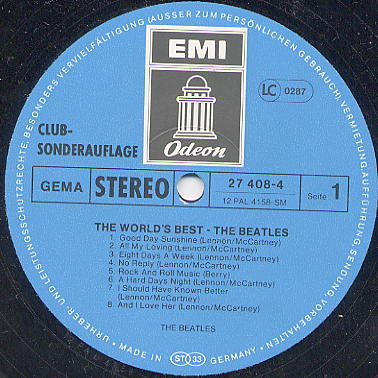 BESONDERS VERVIELFÄLTIGUNG (AUSSER ZUM PERSÖNLICHEN GEBRAUCH) VERMIETUNG, AUFFÜHRUNG, SENDUNG, VORBEHALTEN
URHEBER- UND LEISTUNGSSCHUTZRECHTE,
EMI
LC 0287
CLUB-
SONDERAUFLAGE
Odeon
GEMA STEREO 27 408-4 Seite 1
12 PAL 4158-SM
THE WORLD'S BEST - THE BEATLES
1. Good Day Sunshine (Lennon/McCartney)
2. All My Loving (Lennon/McCartney)
3. Eight Days A Week (Lennon/McCartney)
4. No Reply (Lennon/McCartney)
5. Rock And Roll Music (Berry)
6. A Hard Days Night (Lennon/McCartney)
7. I Should Have Known Better
(Lennon/McCartney)
8. And I Love Her (Lennon/McCartney)
THE BEATLES
• MADE IN ST 33 GERMANY •